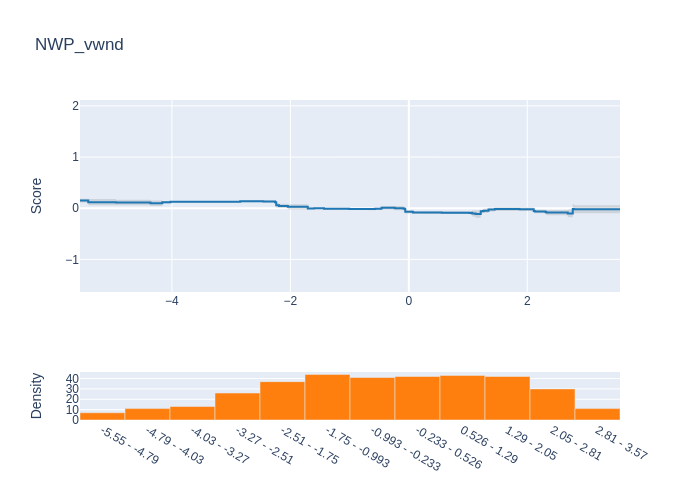 NWP_vwnd
Score
2
1
0
−1
−4
−2
0
2
Density
40
30
20
10
0
-5.55 - -4.79
-4.79 - -4.03
-4.03 - -3.27
-3.27 - -2.51
-2.51 - -1.75
-1.75 - -0.993
-0.993 - -0.233
-0.233 - 0.526
0.526 - 1.29
1.29 - 2.05
2.05 - 2.81
2.81 - 3.57